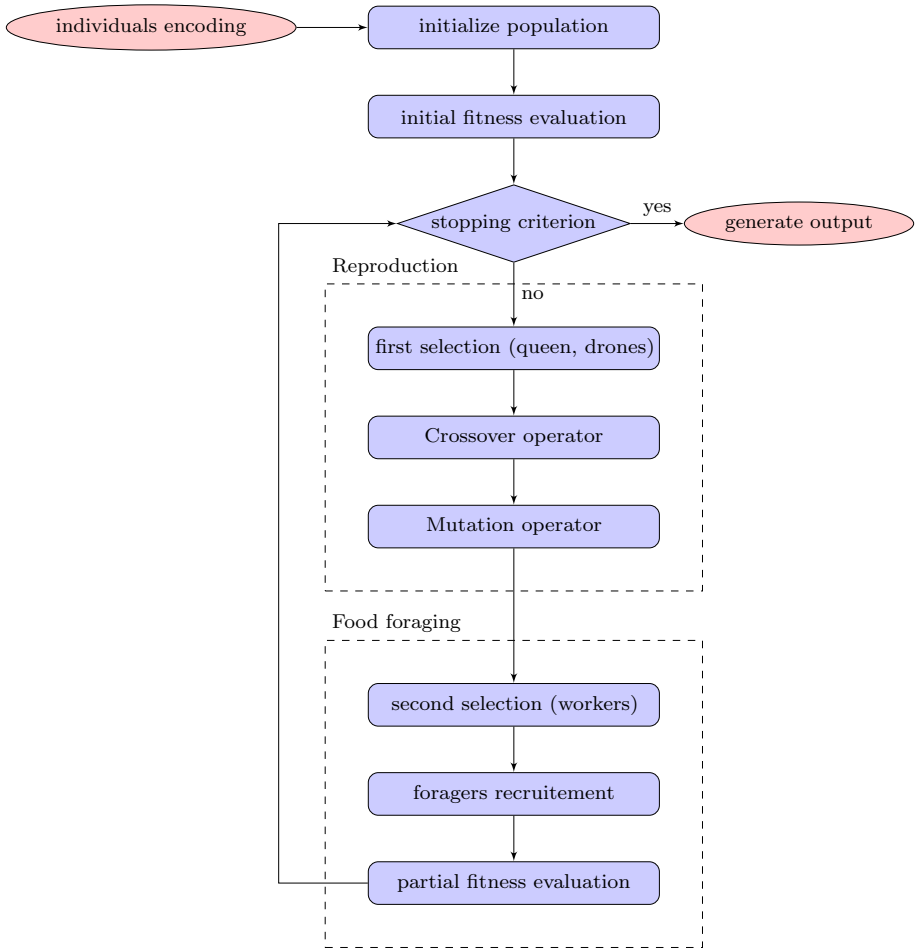 individuals encoding
initialize population
initial fitness evaluation
stopping criterion
yes
generate output
Reproduction
no
first selection (queen, drones)
Crossover operator
Mutation operator
Food foraging
second selection (workers)
foragers recruitement
partial fitness evaluation